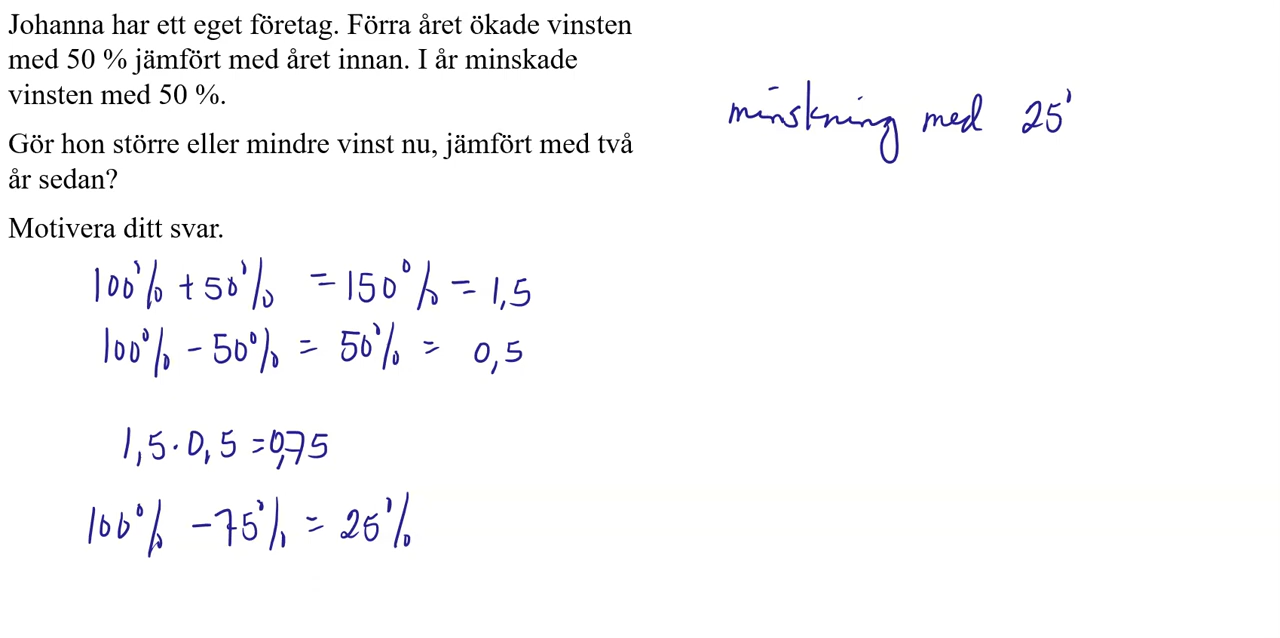 Johanna har ett eget företag. Förra året ökade vinsten
med 50 % jämfört med året innan. I år minskade
vinsten med 50 %.
Gör hon större eller mindre vinst nu, jämfört med två
år sedan?
Motivera ditt svar.
100% + 50% = 150% = 1,5
100% - 50% = 50% = 0,5
1,5 · 0,5 = 0,75
100% - 75% = 25%
minskning med 25'